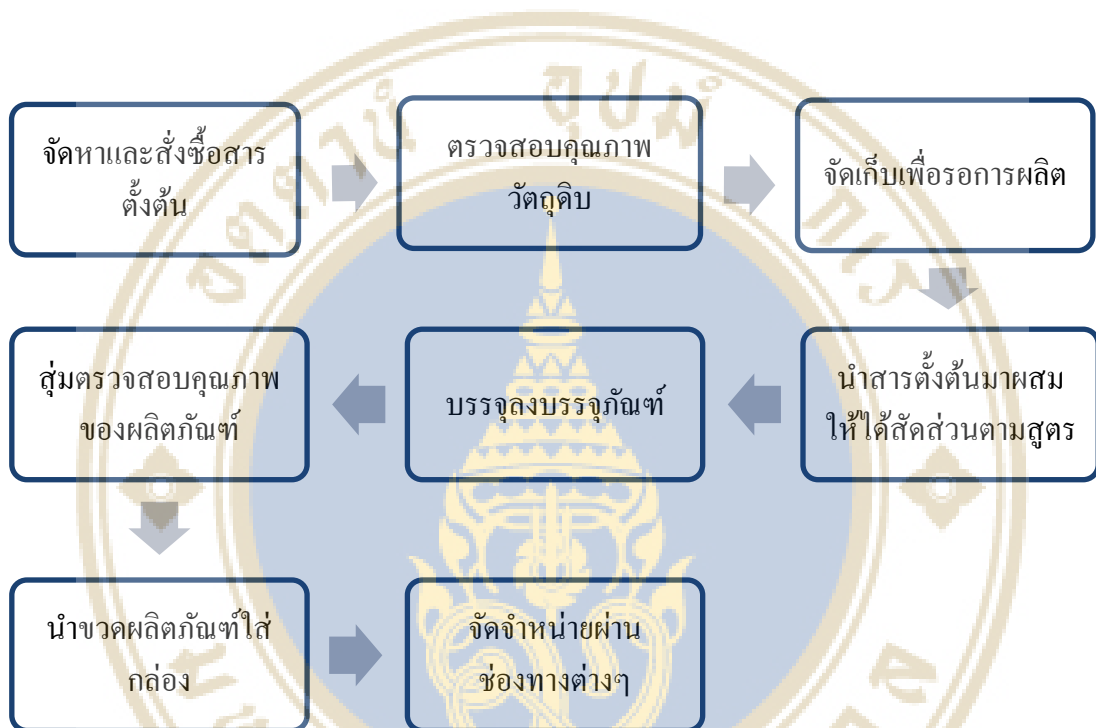 จัดหาและสั่งซื้อสาร
ตั้งต้น
ตรวจสอบคุณภาพ
วัตถุดิบ
จัดเก็บเพื่อรอการผลิต
นำสารตั้งต้นมาผสม
ให้ได้สัดส่วนตามสูตร
บรรจุลงบรรจุภัณฑ์
สุ่มตรวจสอบคุณภาพ
ของผลิตภัณฑ์
นำขวดผลิตภัณฑ์ใส่
กล่อง
จัดจำหน่ายผ่าน
ช่องทางต่างๆ